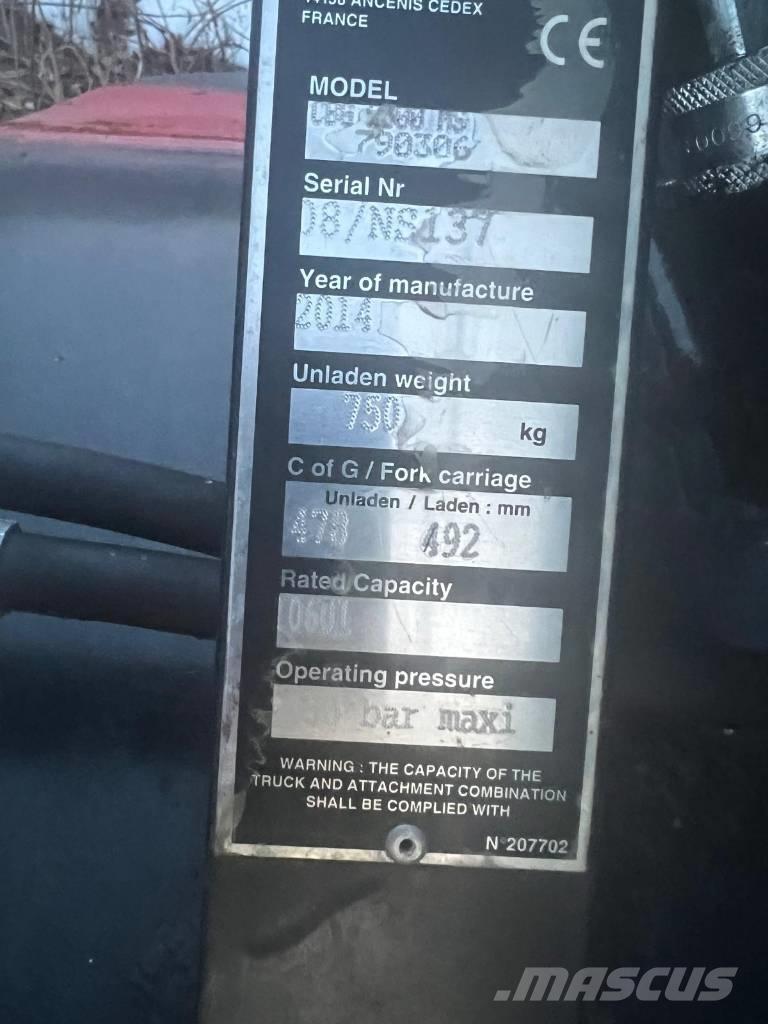 44158 ANCENIS CEDEX
FRANCE
CE
MODEL
790306
Serial Nr
Year of manufacture
2014
Unladen weight
750 kg
C of G / Fork carriage
Unladen / Laden : mm
478 492
Rated Capacity
Operating pressure
bar maxi
WARNING : THE CAPACITY OF THE
TRUCK AND ATTACHMENT COMBINATION
SHALL BE COMPLIED WITH
N°207702
MASCUS